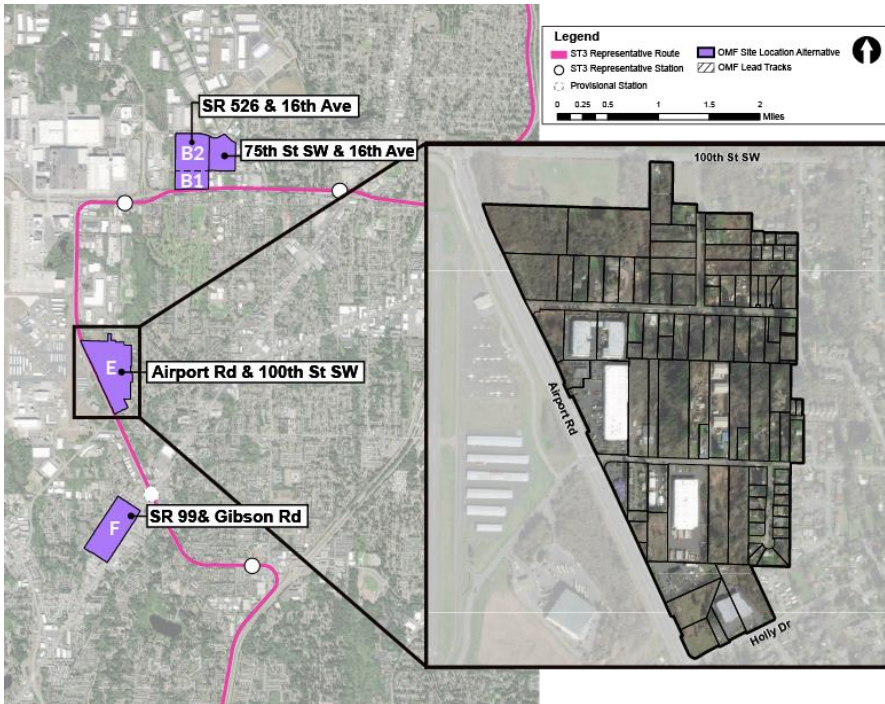 Legend
ST3 Representative Route
OMF Site Location Alternative
ST3 Representative Station
OMF Lead Tracks
Provisional Station
0 0.25 0.5 1 1.5 2
Miles
SR 526 & 16th Ave
B2
75th St SW & 16th Ave
B1
100th St SW
E
Airport Rd & 100th St SW
Airport Rd
F
SR 99& Gibson Rd
Holly Dr